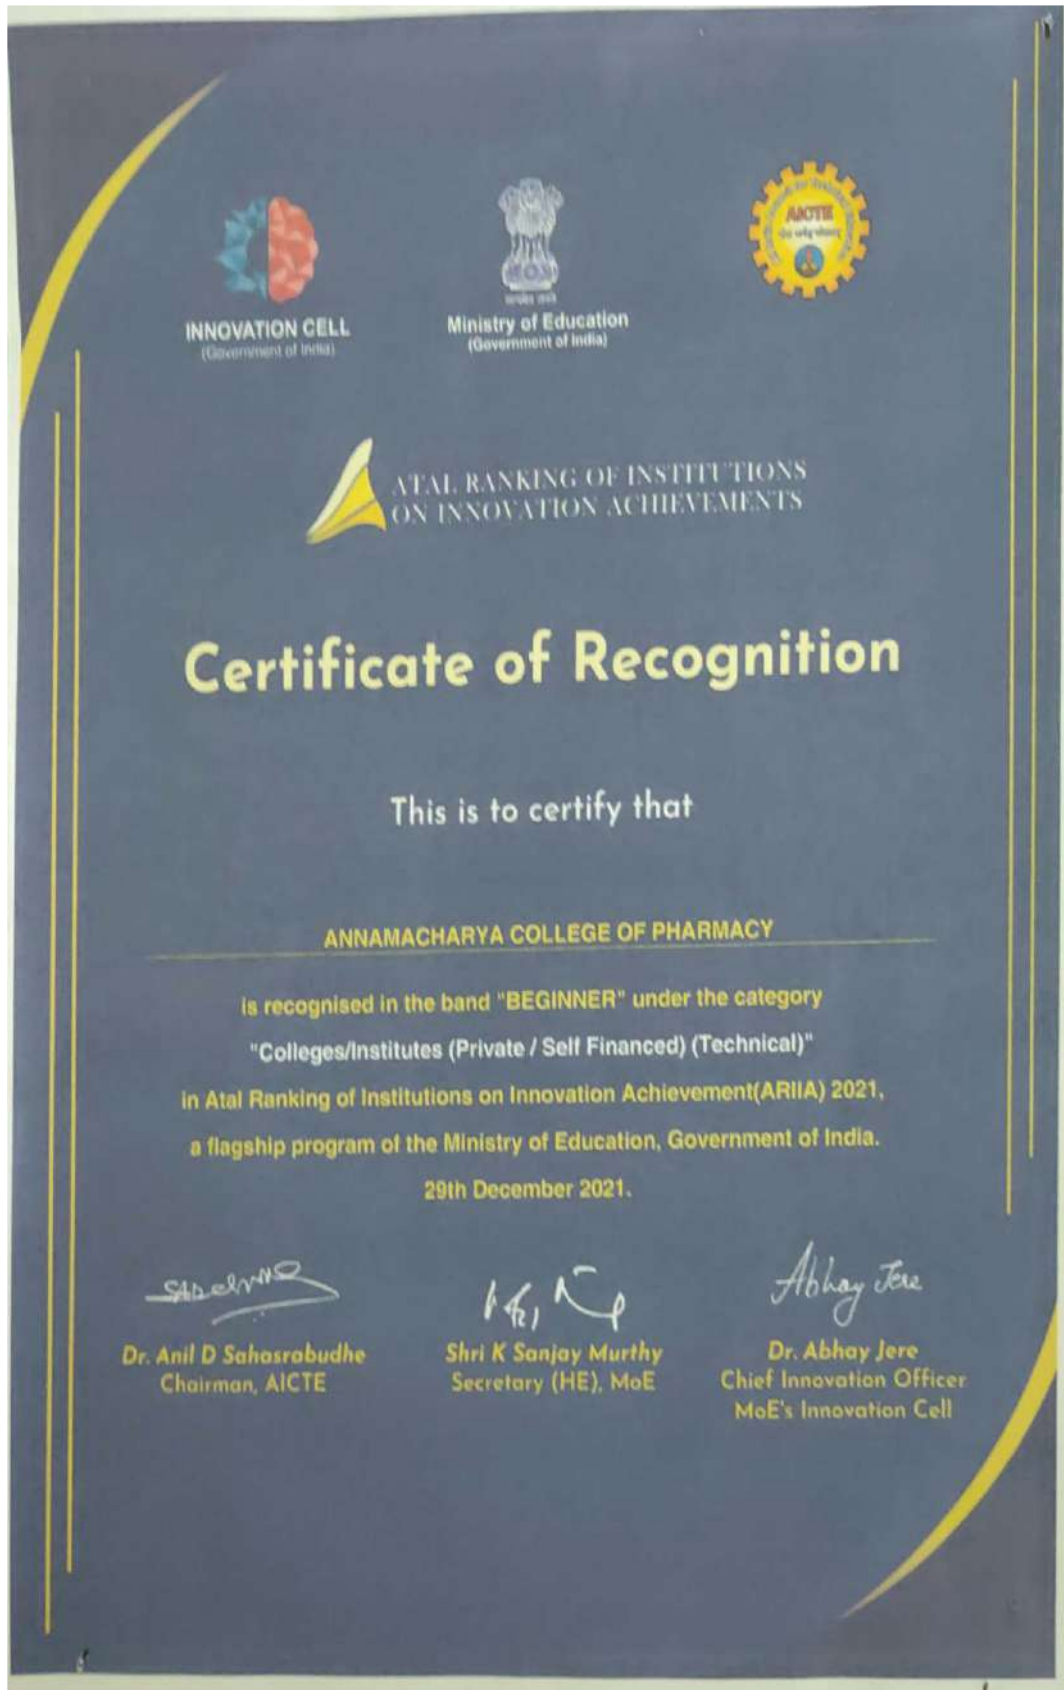 INNOVATION CELL
(Government of India)
सत्यमेव जयते
Ministry of Education
(Government of India)
AICTE
ATAL RANKING OF INSTITUTIONS
ON INNOVATION ACHIEVEMENTS
Certificate of Recognition
This is to certify that
ANNAMACHARYA COLLEGE OF PHARMACY
is recognised in the band "BEGINNER" under the category
"Colleges/Institutes (Private / Self Financed) (Technical)"
in Atal Ranking of Institutions on Innovation Achievement(ARIIA) 2021,
a flagship program of the Ministry of Education, Government of India.
29th December 2021.
Abhay Jere
Dr. Anil D Sahasrabudhe
Chairman, AICTE
Shri K Sanjay Murthy
Secretary (HE), MoE
Dr. Abhay Jere
Chief Innovation Officer
MoE's Innovation Cell